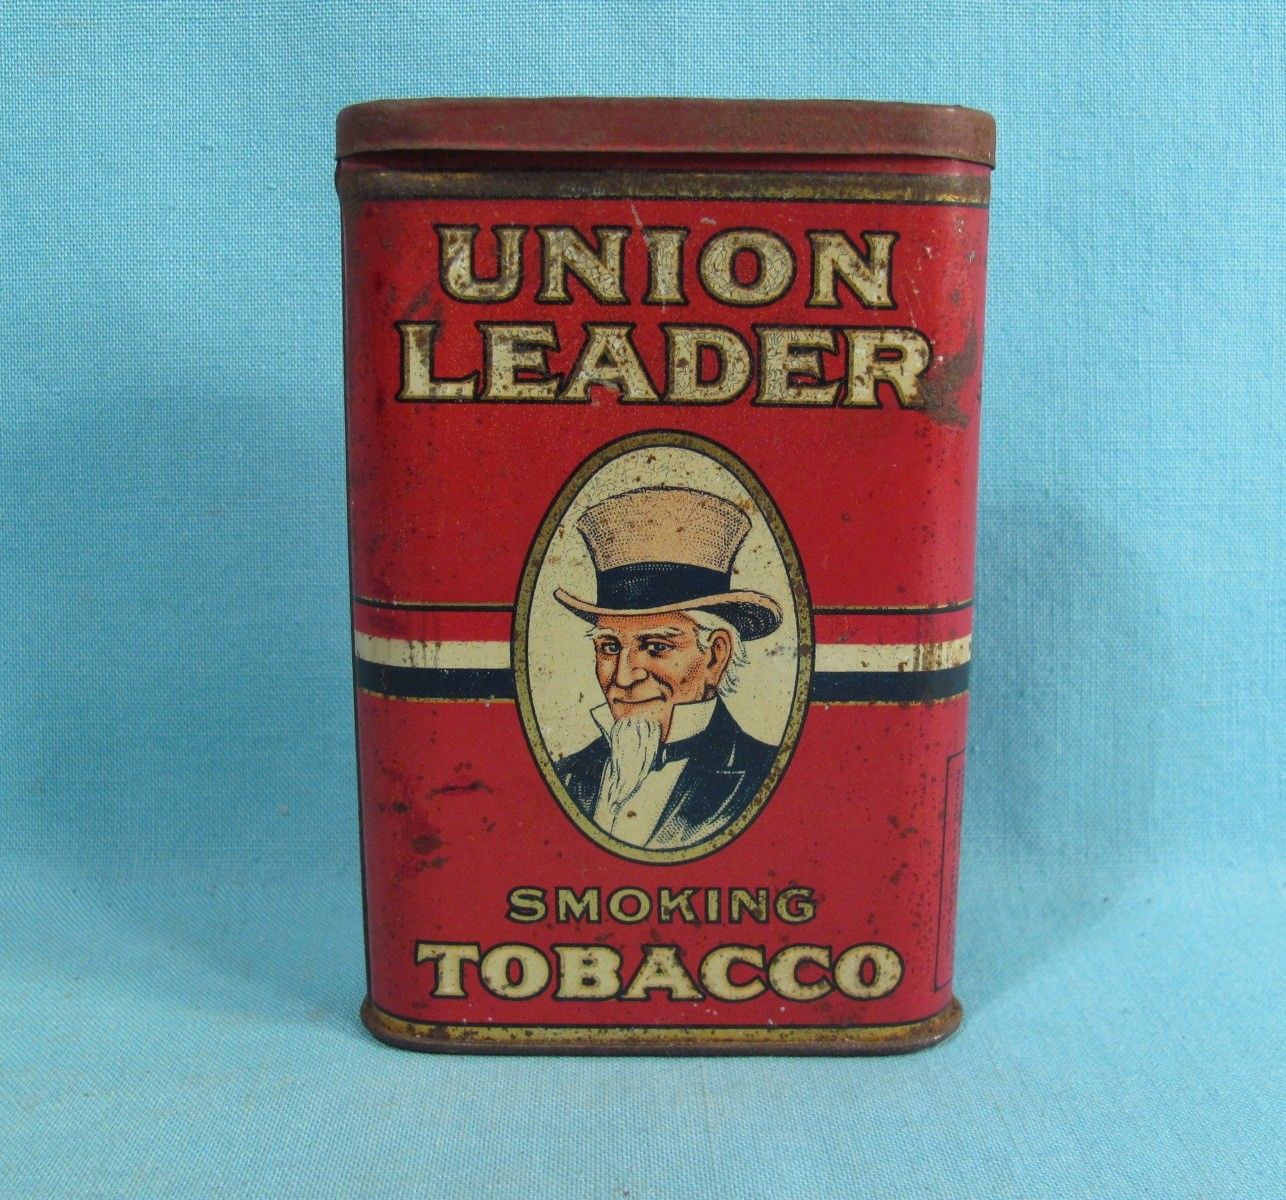 UNION
LEADER
SMOKING
TOBACCO